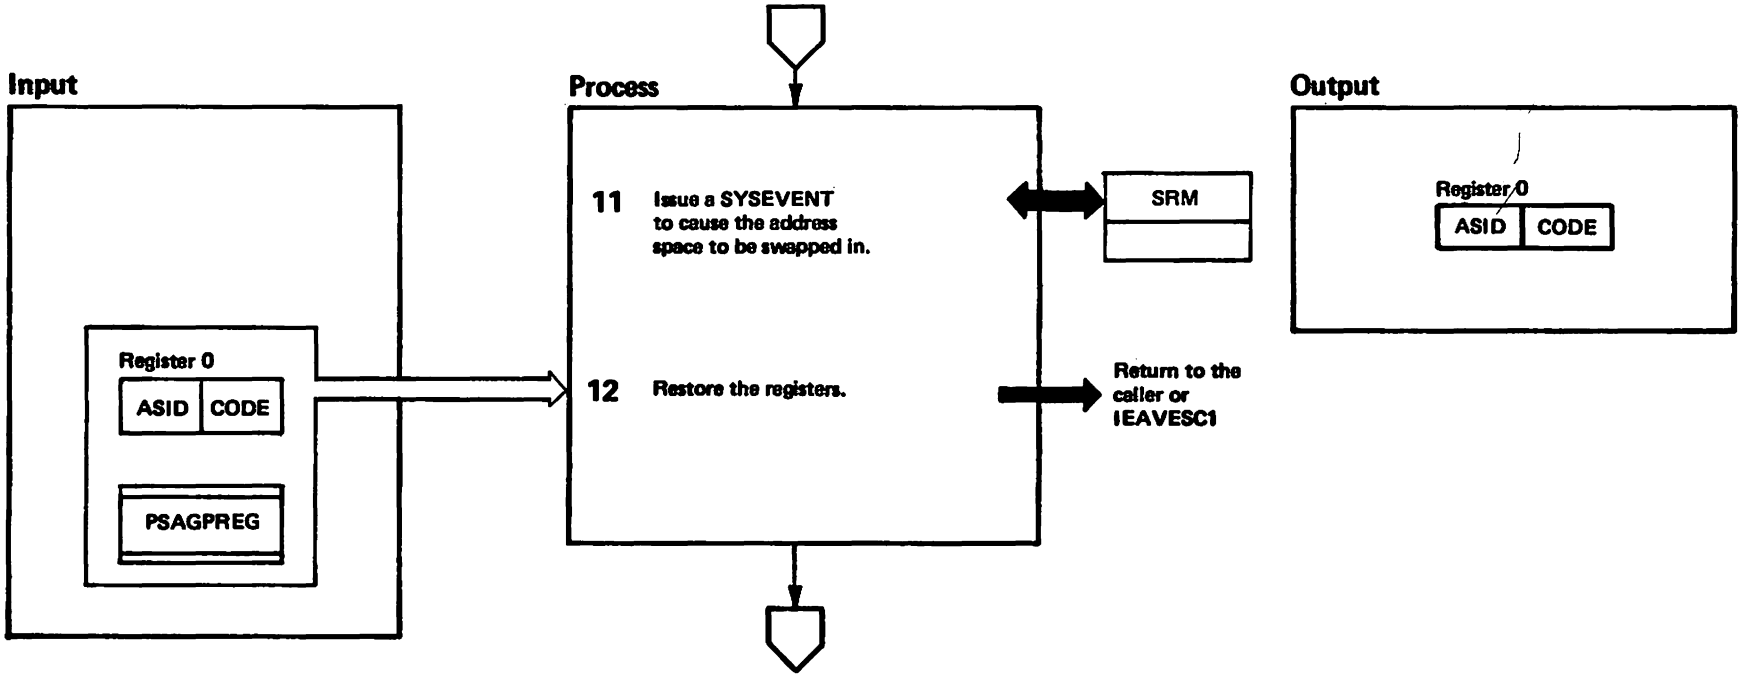 Input
Register 0
ASID CODE
PSAGPREG
Process
11 Issue a SYSEVENT
to cause the address
space to be swapped in.
12 Restore the registers.
SRM
Return to the
caller or
IEAVESC1
Output
Register 0
ASID CODE